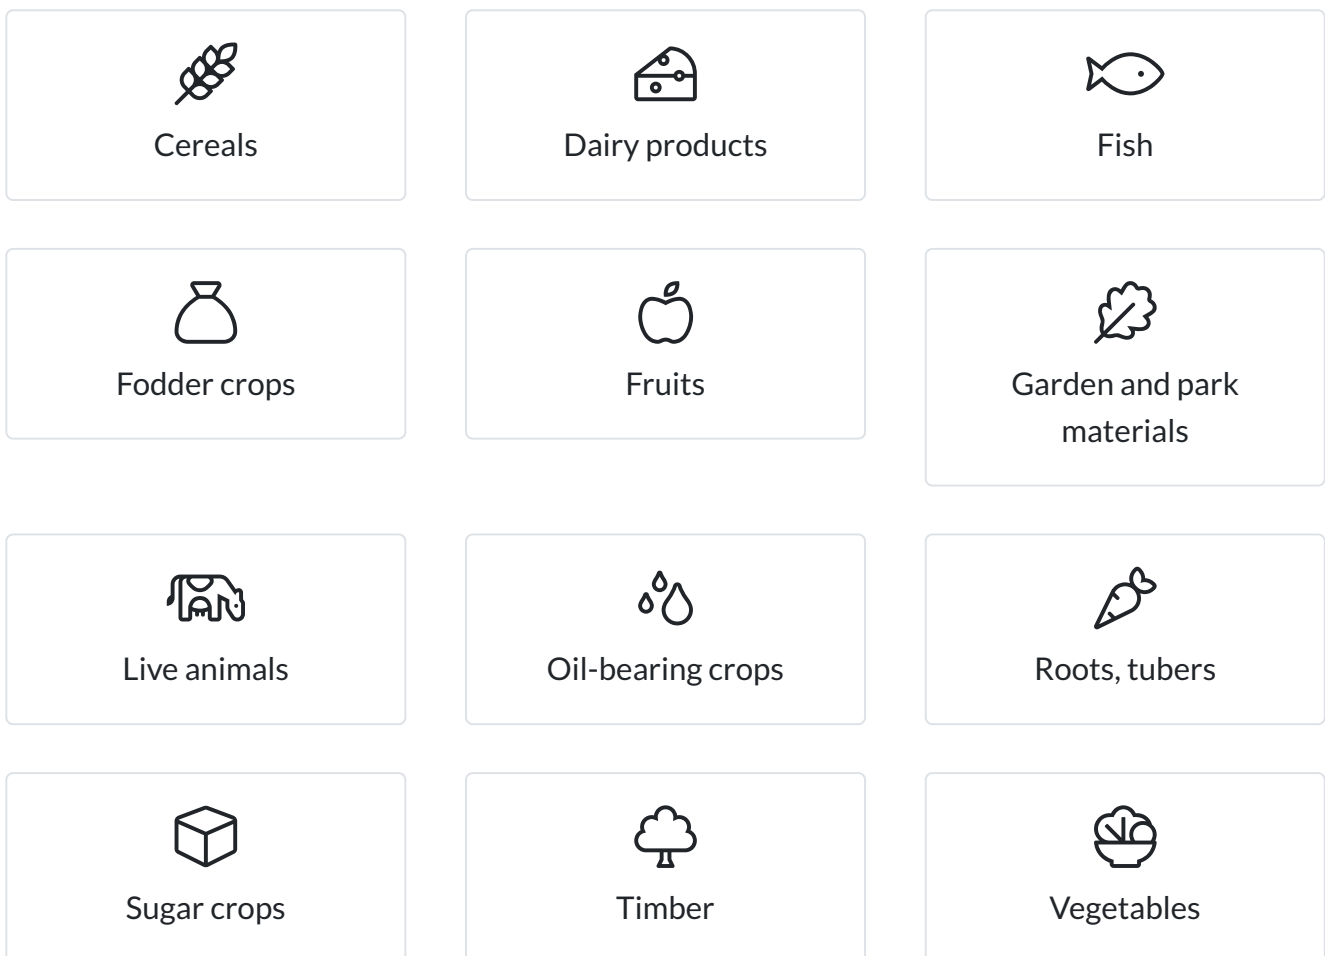 Cereals
Dairy products
Fish
Fodder crops
Fruits
Garden and park
materials
Live animals
Oil-bearing crops
Roots, tubers
Sugar crops
Timber
Vegetables